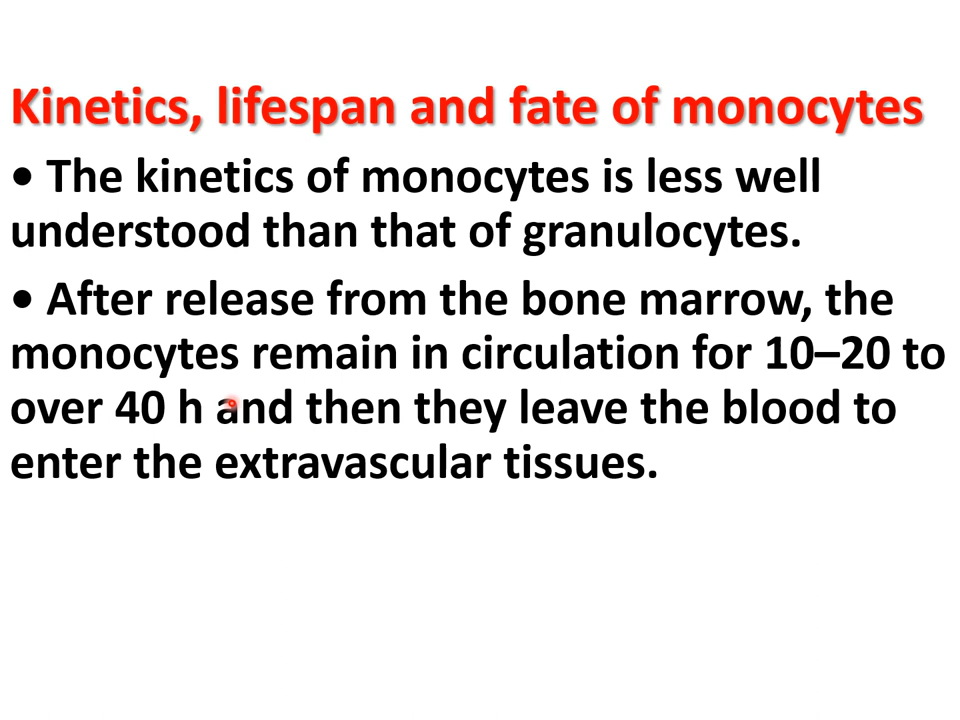 Kinetics, lifespan and fate of monocytes
• The kinetics of monocytes is less well
understood than that of granulocytes.
• After release from the bone marrow, the
monocytes remain in circulation for 10–20 to
over 40 h and then they leave the blood to
enter the extravascular tissues.